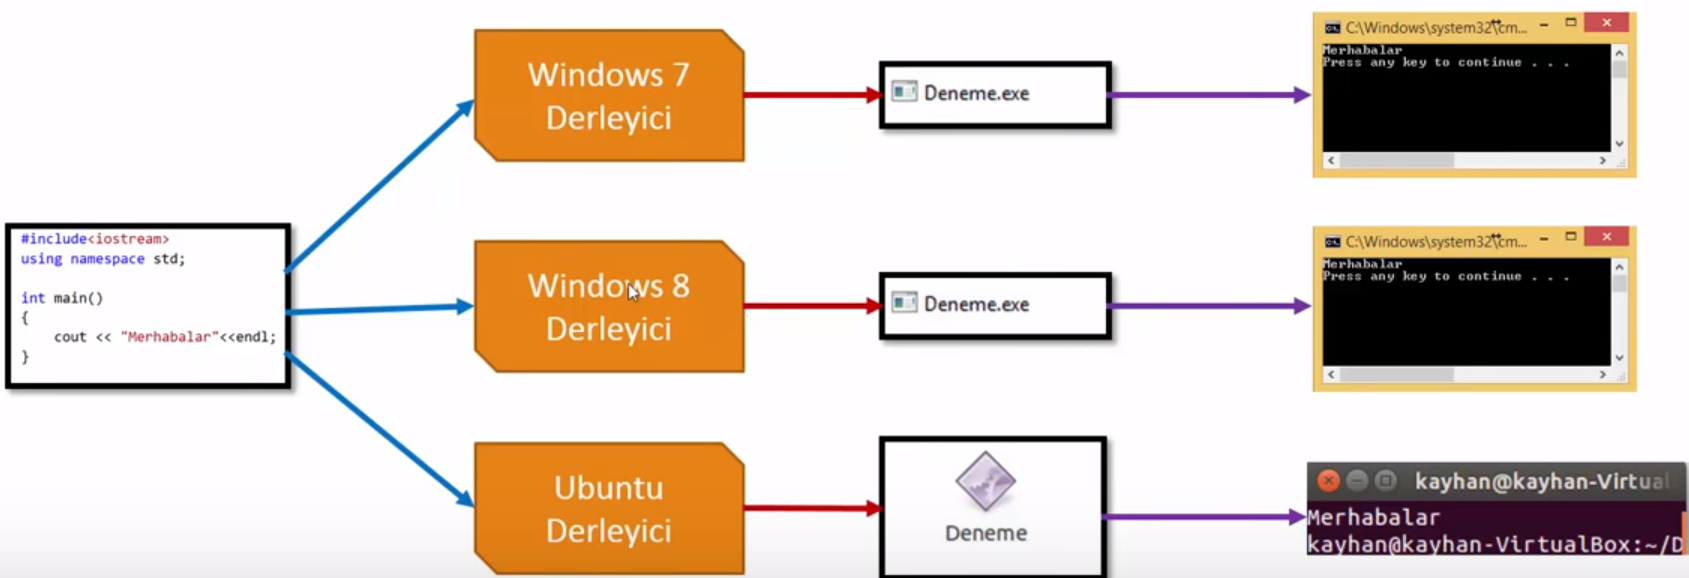 #include<iostream>
using namespace std;
int main()
{
cout << "Merhabalar"<<endl;
}
Windows 7
Derleyici
Deneme.exe
C:\Windows\system32\cm...
Merhabalar
Press any key to continue . . .
Windows 8
Derleyici
Deneme.exe
C:\Windows\system32\cm...
Merhabalar
Press any key to continue . . .
Ubuntu
Derleyici
Deneme
kayhan@kayhan-Virtual
Merhabalar
kayhan@kayhan-VirtualBox:~/D